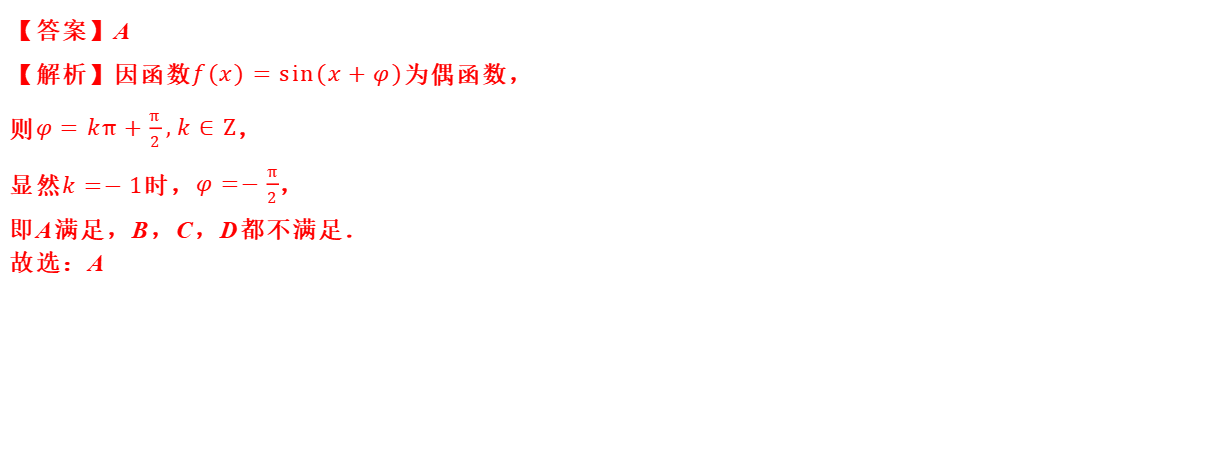 【答案】A
【解析】因函数f(x) = sin(x + φ)为偶函数，
则φ = kπ + π/2, k ∈ Z，
显然k =− 1时，φ =− π/2，
即A满足，B，C，D都不满足．
故选：A